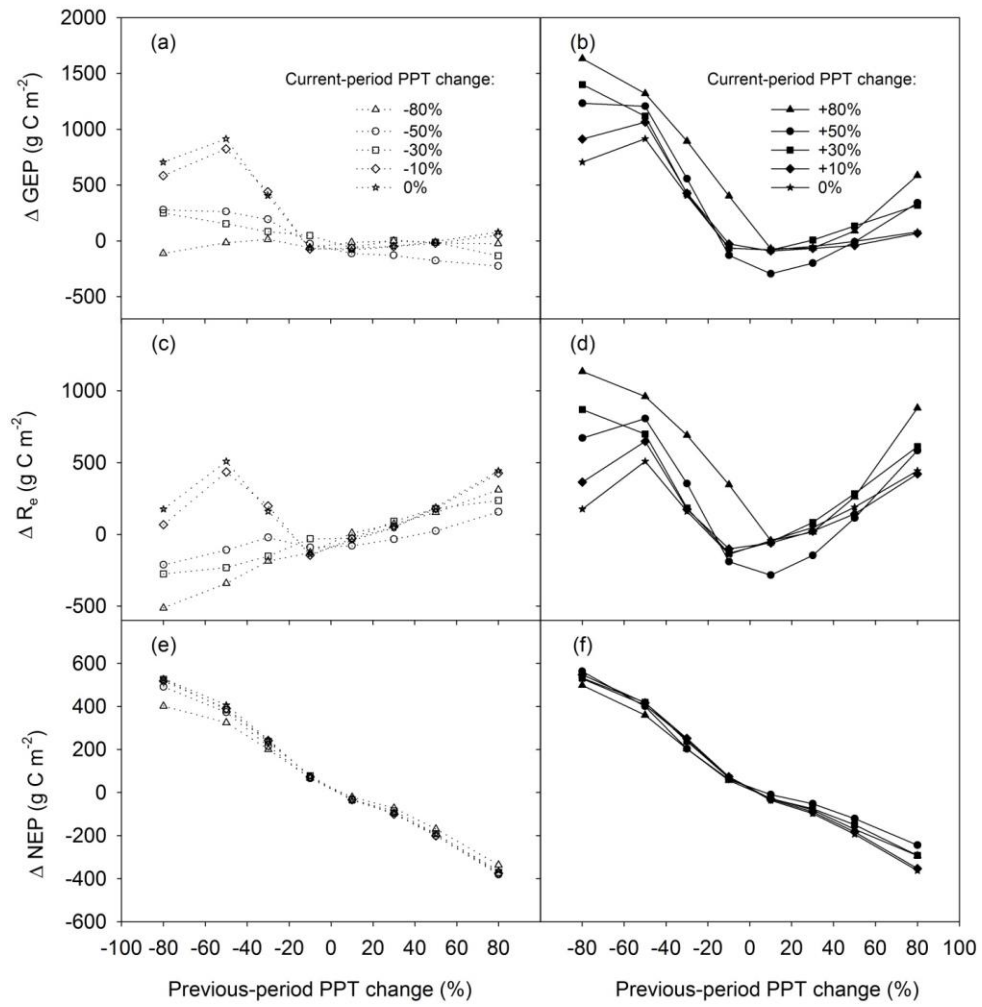 (a)
(b)
2000
1500
1000
500
0
-500
Δ GEP (g C m-2)
Current-period PPT change:
-80%
-50%
-30%
-10%
0%
Current-period PPT change:
+80%
+50%
+30%
+10%
0%
(c)
(d)
1000
500
0
-500
Δ Re (g C m-2)
(e)
(f)
600
400
200
0
-200
-400
-600
Δ NEP (g C m-2)
-100 -80 -60 -40 -20 0 20 40 60 80
-80 -60 -40 -20 0 20 40 60 80 100
Previous-period PPT change (%)
Previous-period PPT change (%)